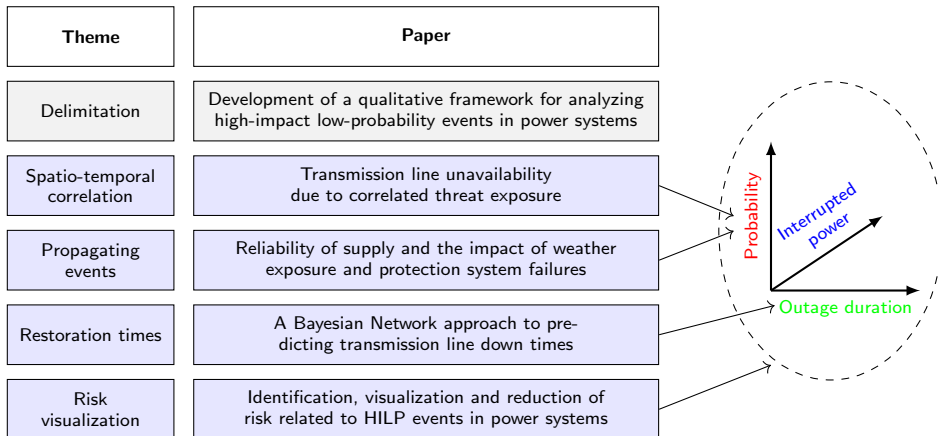 Theme
Paper
Delimitation
Development of a qualitative framework for analyzing
high-impact low-probability events in power systems
Spatio-temporal
correlation
Transmission line unavailability
due to correlated threat exposure
Propagating
events
Reliability of supply and the impact of weather
exposure and protection system failures
Restoration times
A Bayesian Network approach to pre-
dicting transmission line down times
Risk
visualization
Identification, visualization and reduction of
risk related to HILP events in power systems
Probability
Interrupted
power
Outage duration